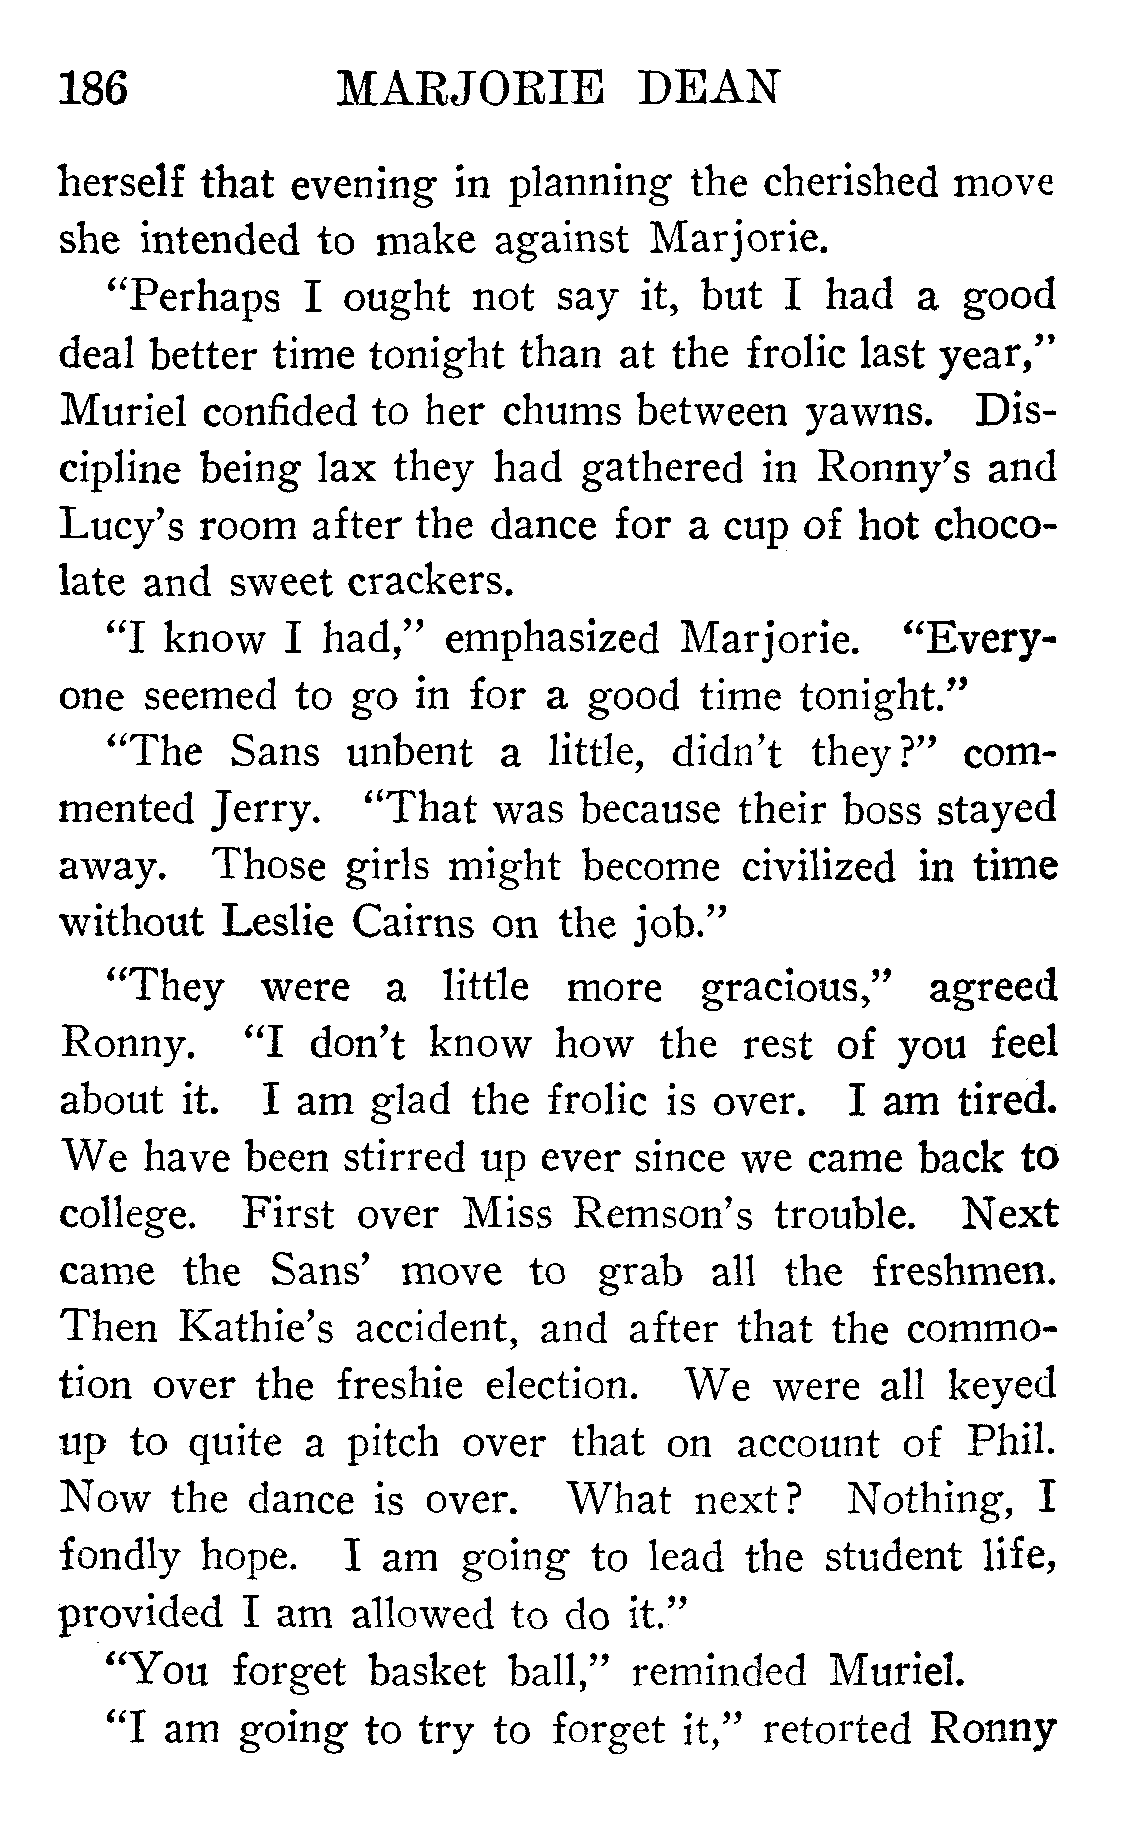 186 MARJORIE DEAN
herself that evening in planning the cherished move
she intended to make against Marjorie.
“Perhaps I ought not say it, but I had a good
deal better time tonight than at the frolic last year,”
Muriel confided to her chums between yawns. Dis-
cipline being lax they had gathered in Ronny’s and
Lucy’s room after the dance for a cup of hot choco-
late and sweet crackers.
“I know I had,” emphasized Marjorie. “Every-
one seemed to go in for a good time tonight.”
“The Sans unbent a little, didn’t they?” com-
mented Jerry. “That was because their boss stayed
away. Those girls might become civilized in time
without Leslie Cairns on the job.”
“They were a little more gracious,” agreed
Ronny. “I don’t know how the rest of you feel
about it. I am glad the frolic is over. I am tired.
We have been stirred up ever since we came back to
college. First over Miss Remson’s trouble. Next
came the Sans’ move to grab all the freshmen.
Then Kathie’s accident, and after that the commo-
tion over the freshie election. We were all keyed
up to quite a pitch over that on account of Phil.
Now the dance is over. What next? Nothing, I
fondly hope. I am going to lead the student life,
provided I am allowed to do it.”
“You forget basket ball,” reminded Muriel.
“I am going to try to forget it,” retorted Ronny